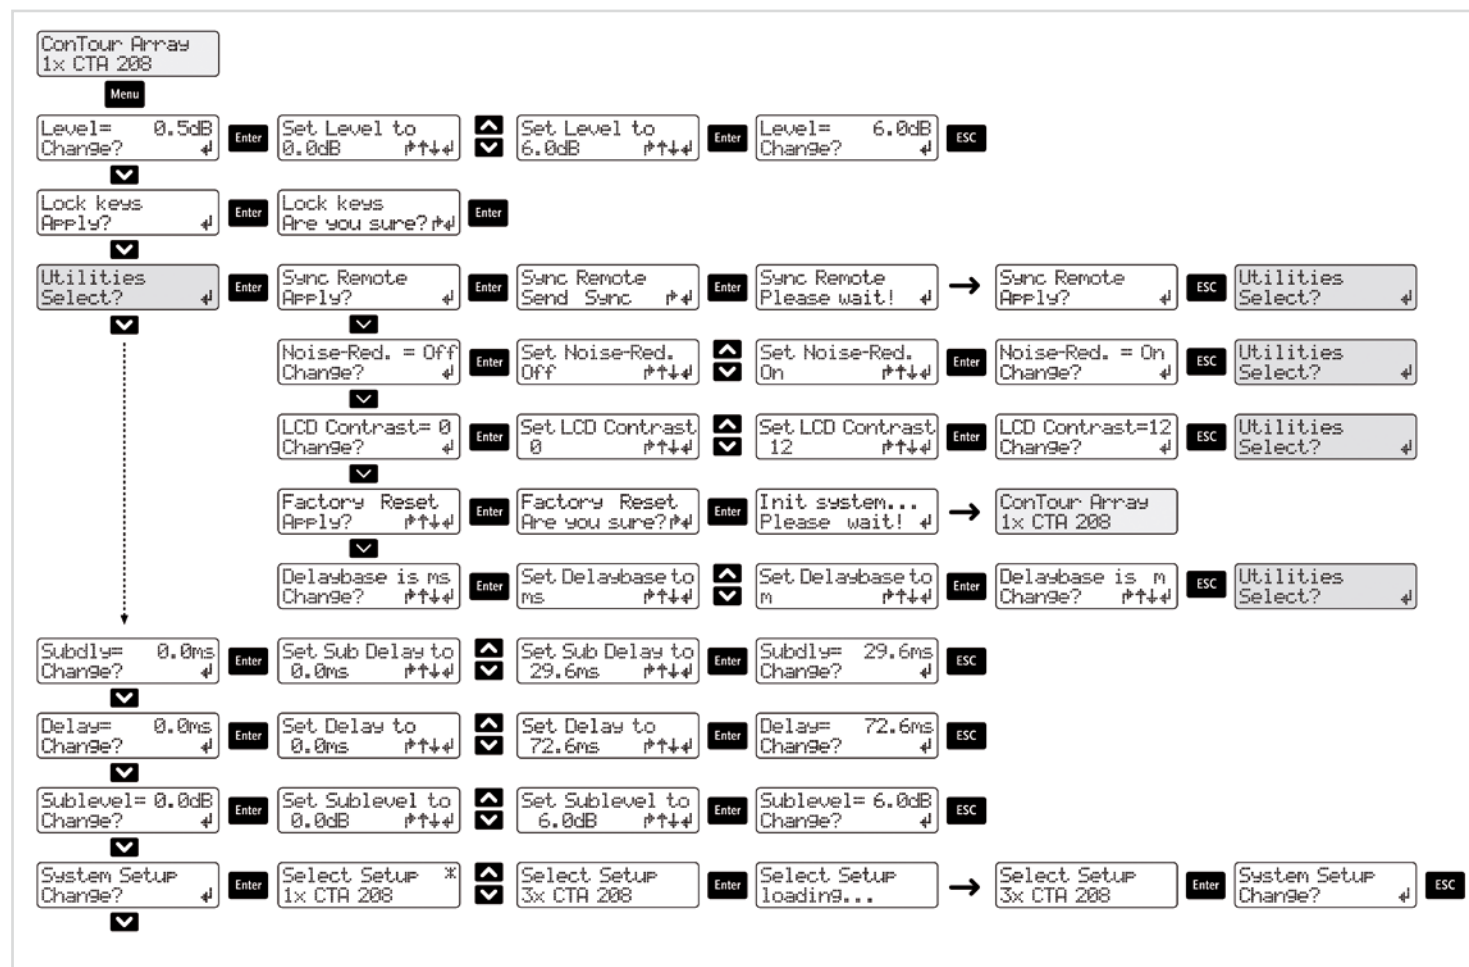 ConTour Array
1x CTA 208
Menu
Level= 0.5dB
Change?
Enter
Set Level to
0.0dB
Set Level to
6.0dB
Enter
Level= 6.0dB
Change?
ESC
Lock keys
Apply?
Enter
Lock keys
Are you sure?
Enter
Utilities
Select?
Enter
Sync Remote
Apply?
Enter
Sync Remote
Send Sync
Enter
Sync Remote
Please wait!
Sync Remote
Apply?
ESC
Utilities
Select?
Noise-Red. = Off
Change?
Enter
Set Noise-Red.
Off
Set Noise-Red.
On
Enter
Noise-Red. = On
Change?
ESC
Utilities
Select?
LCD Contrast= 0
Change?
Enter
Set LCD Contrast
0
Set LCD Contrast
12
Enter
LCD Contrast=12
Change?
ESC
Utilities
Select?
Factory Reset
Apply?
Enter
Factory Reset
Are you sure?
Enter
Init system...
Please wait!
ConTour Array
1x CTA 208
Delaybase is ms
Change?
Enter
Set Delaybase to
ms
Set Delaybase to
m
Enter
Delaybase is m
Change?
ESC
Utilities
Select?
Subdly= 0.0ms
Change?
Enter
Set Sub Delay to
0.0ms
Set Sub Delay to
29.6ms
Enter
Subdly= 29.6ms
Change?
ESC
Delay= 0.0ms
Change?
Enter
Set Delay to
0.0ms
Set Delay to
72.6ms
Enter
Delay= 72.6ms
Change?
ESC
Sublevel= 0.0dB
Change?
Enter
Set Sublevel to
0.0dB
Set Sublevel to
6.0dB
Enter
Sublevel= 6.0dB
Change?
ESC
System Setup
Change?
Enter
Select Setup *
1x CTA 208
Select Setup
3x CTA 208
Enter
Select Setup
loading...
Select Setup
3x CTA 208
Enter
System Setup
Change?
ESC